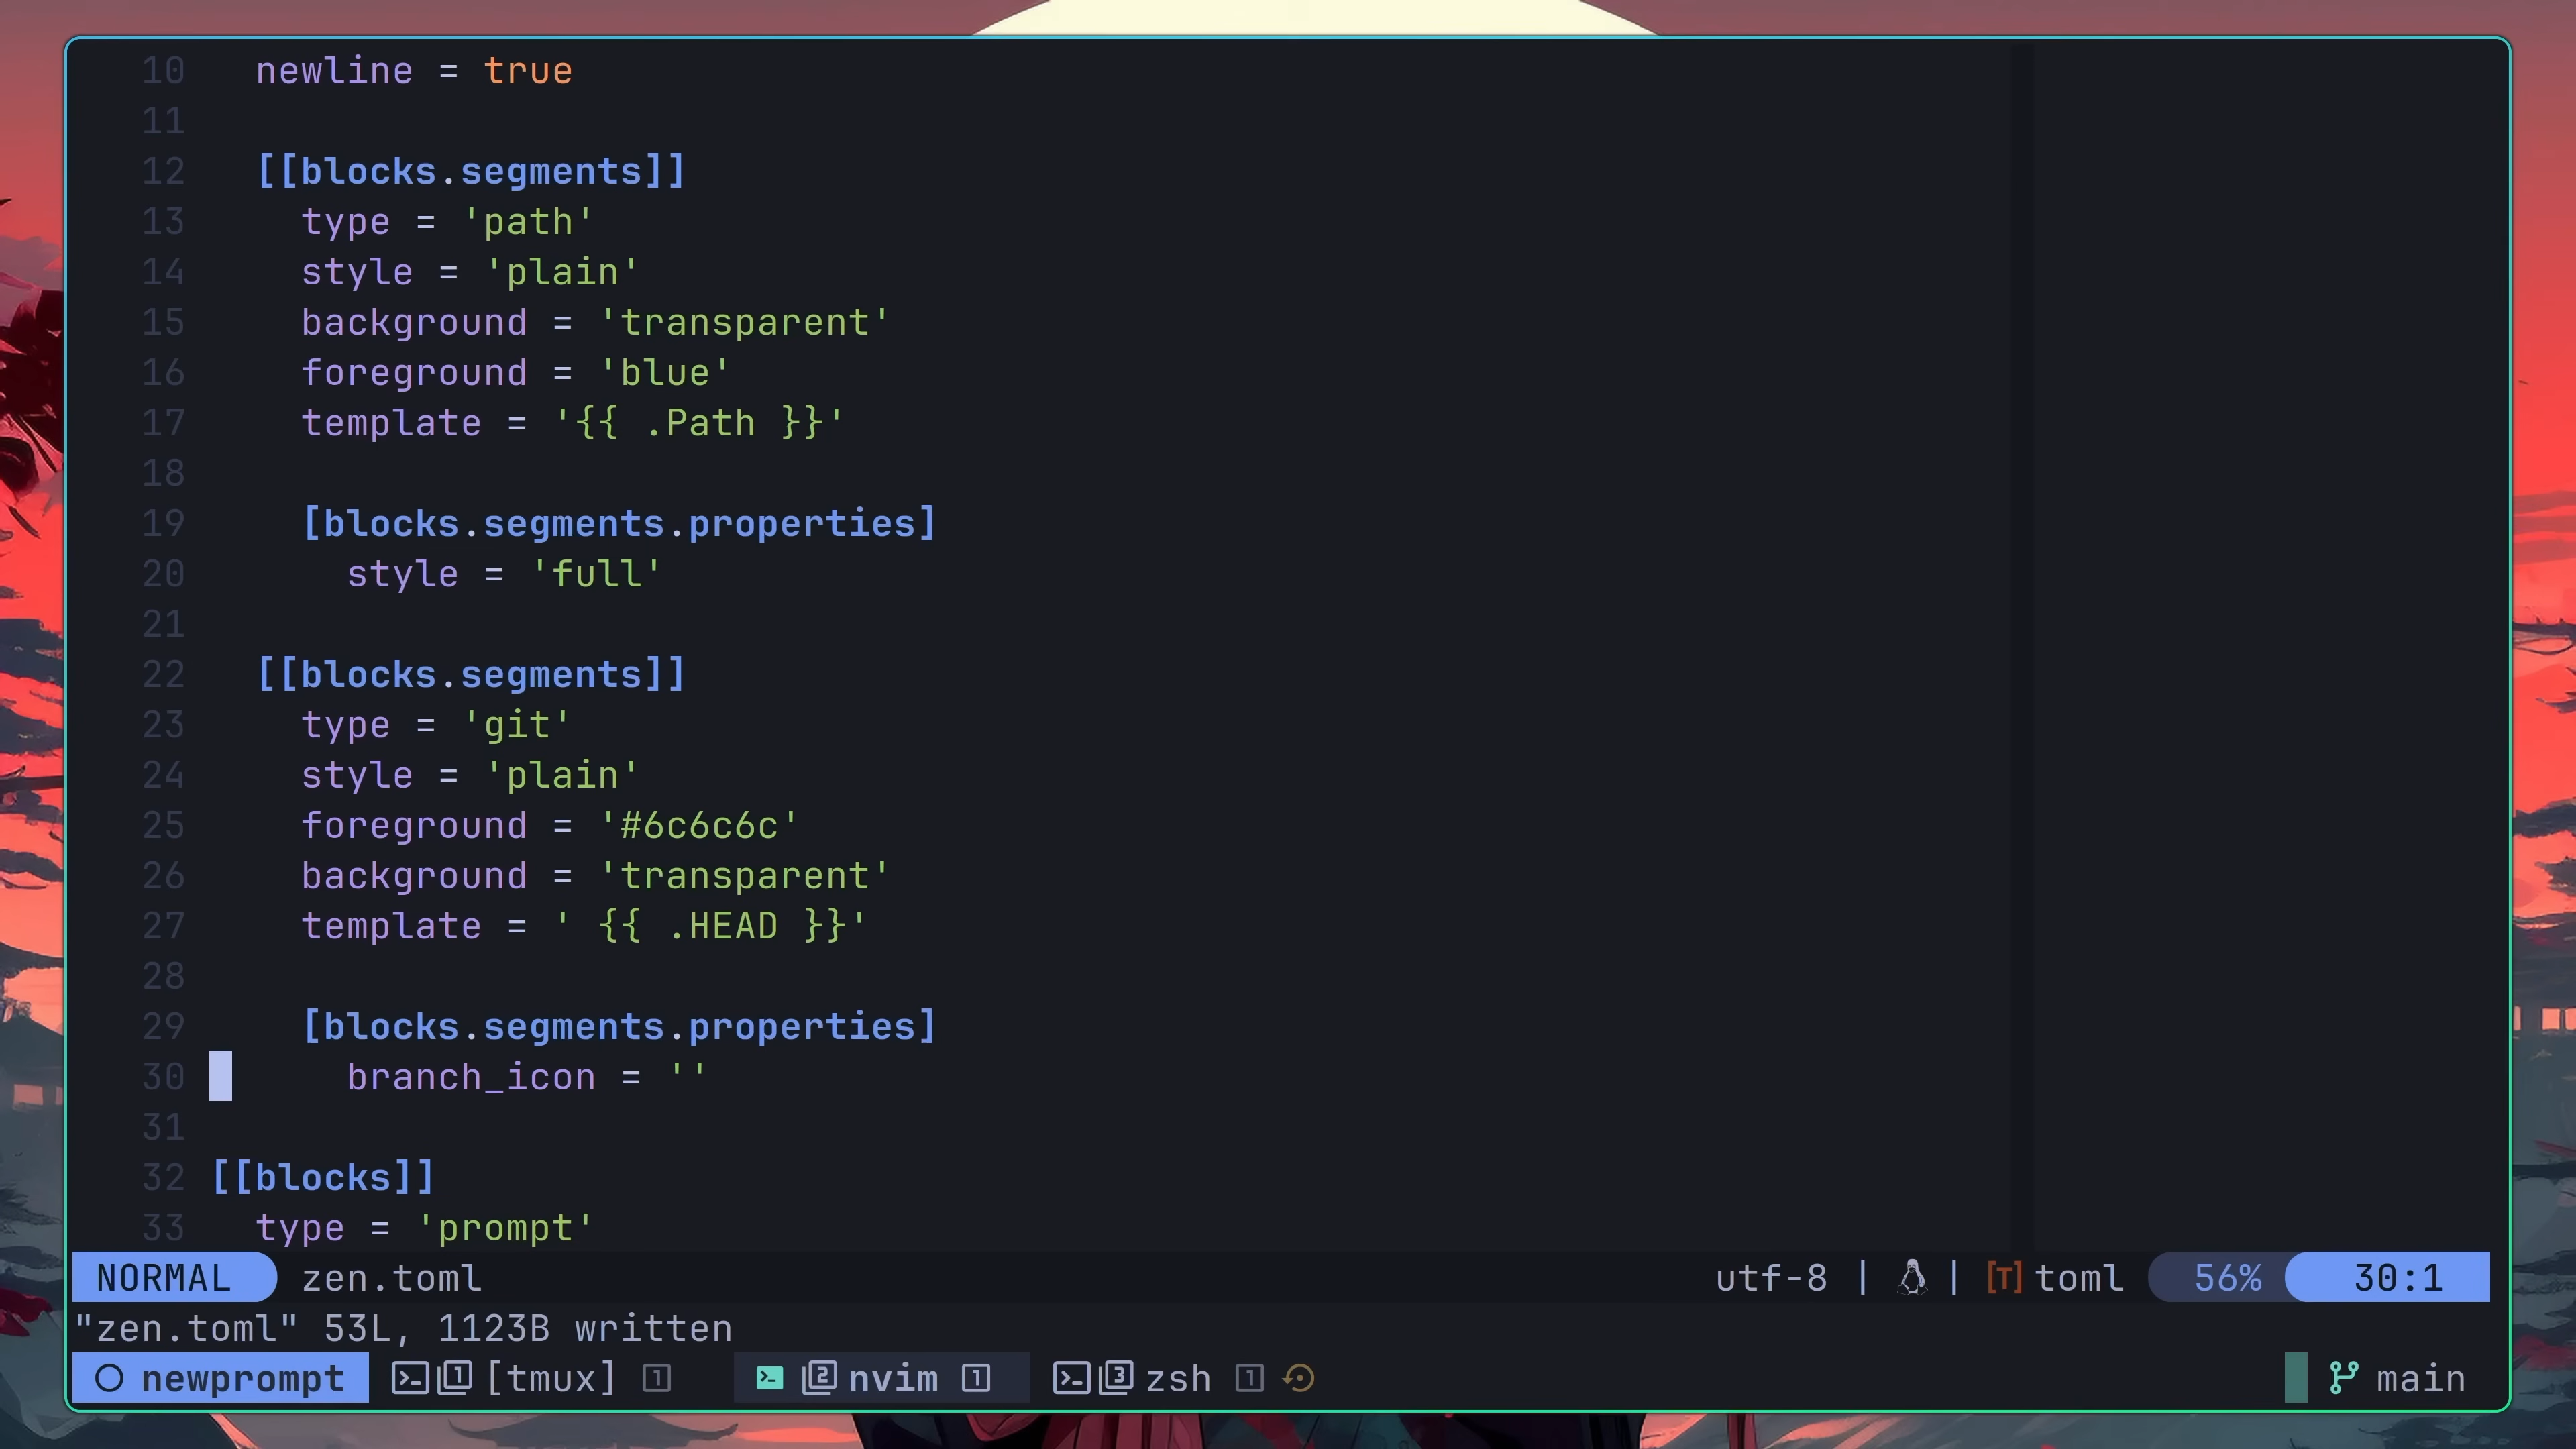 10 newline = true
11
12 [[blocks.segments]]
13 type = 'path'
14 style = 'plain'
15 background = 'transparent'
16 foreground = 'blue'
17 template = '{{ .Path }}'
18
19 [blocks.segments.properties]
20 style = 'full'
21
22 [[blocks.segments]]
23 type = 'git'
24 style = 'plain'
25 foreground = '#6c6c6c'
26 background = 'transparent'
27 template = ' {{ .HEAD }}'
28
29 [blocks.segments.properties]
30 branch_icon = ''
31
32 [[blocks]]
33 type = 'prompt'
NORMAL zen.toml utf-8 | | [T] toml 56% 30:1
"zen.toml" 53L, 1123B written
newprompt 1 [tmux] 1 2 nvim 1 3 zsh 1 main